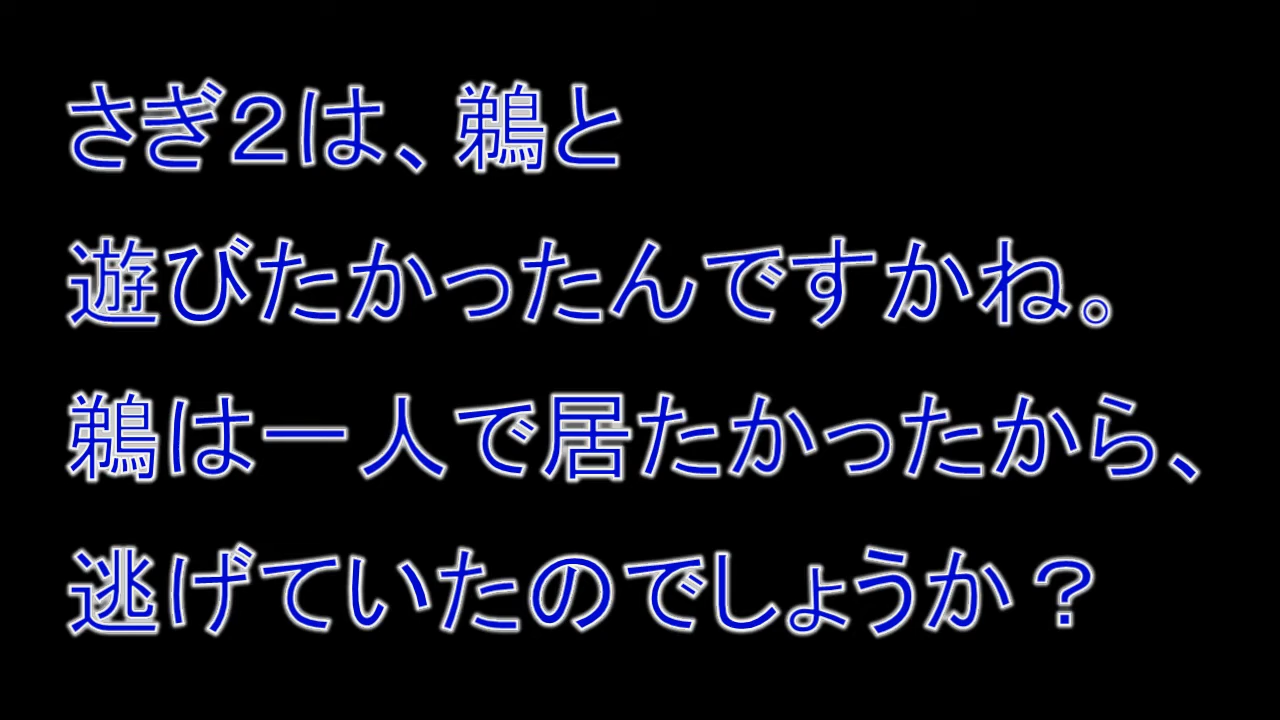 さぎ２は、鵜と
遊びたかったんですかね。
鵜は一人で居たかったから、
逃げていたのでしょうか？